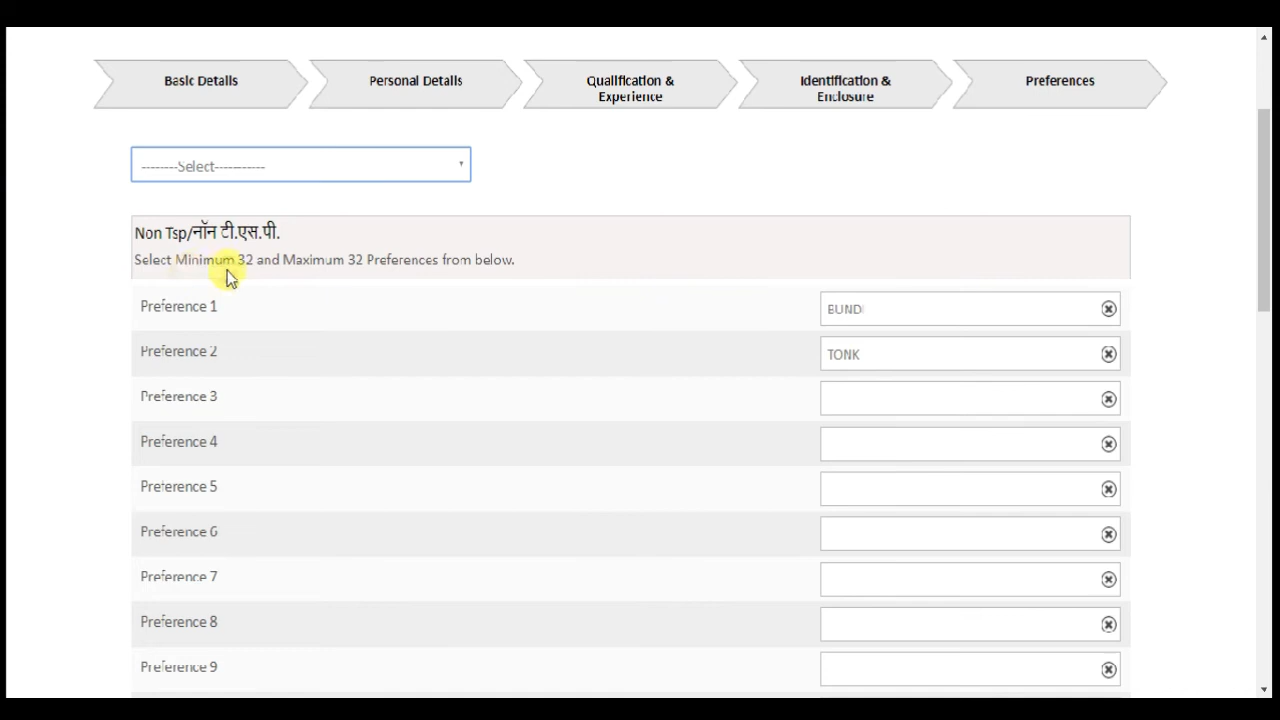 Basic Details
Personal Details
Qualification &
Experience
Identification &
Enclosure
Preferences
--------Select-----------
Non Tsp/नॉन टी.एस.पी.
Select Minimum 32 and Maximum 32 Preferences from below.
Preference 1 BUNDI
Preference 2 TONK
Preference 3
Preference 4
Preference 5
Preference 6
Preference 7
Preference 8
Preference 9